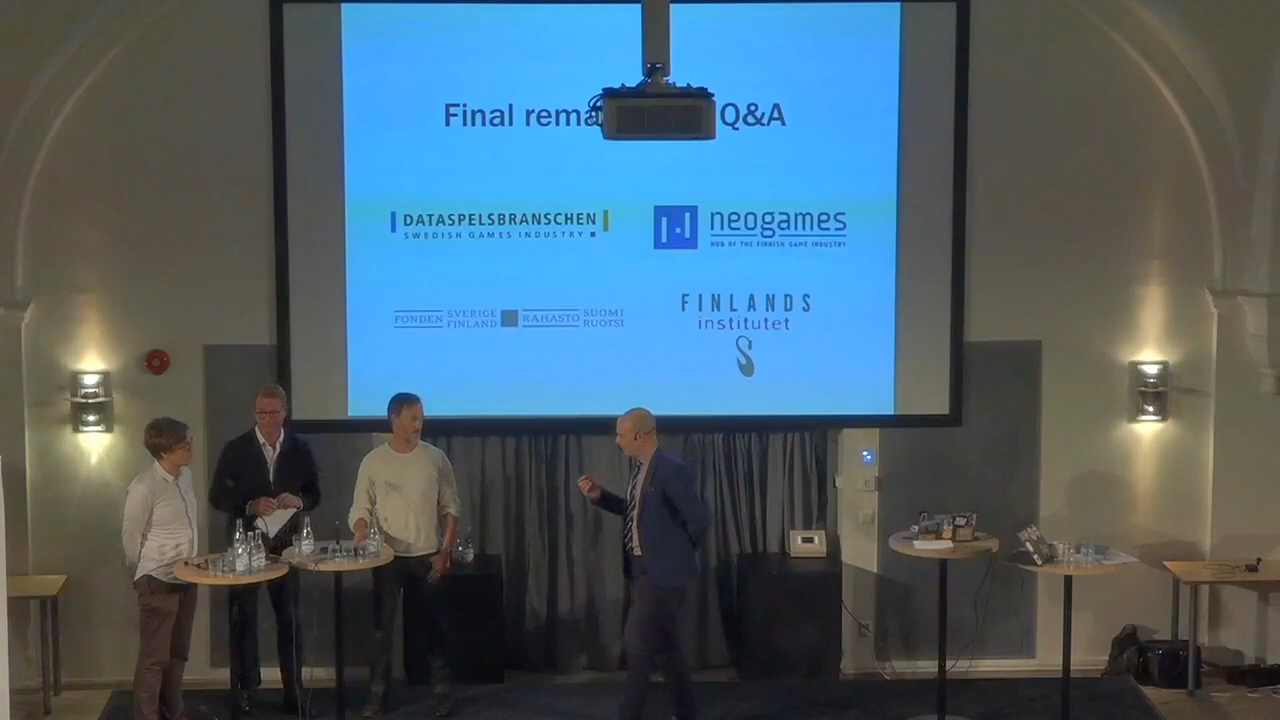 Final rema Q&A
DATASPELSBRANSCHEN
SWEDISH GAMES INDUSTRY
neogames
HUB OF THE FINNISH GAME INDUSTRY
FONDEN SVERIGE FINLAND RAHASTO SUOMI RUOTSI
FINLANDS
institutet